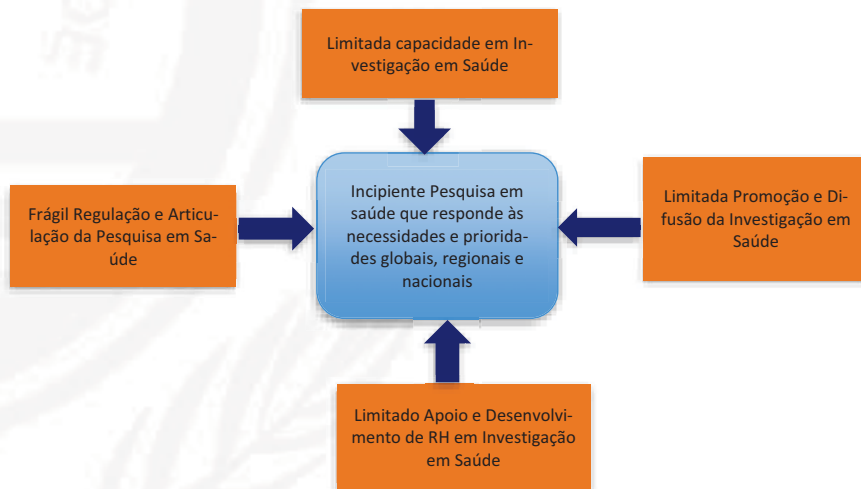 Limitada capacidade em In-
vestigação em Saúde
Frágil Regulação e Articu-
lação da Pesquisa em Sa-
úde
Incipiente Pesquisa em
saúde que responde às
necessidades e priorida-
des globais, regionais e
nacionais
Limitada Promoção e Di-
fusão da Investigação em
Saúde
Limitado Apoio e Desenvolvi-
mento de RH em Investigação
em Saúde